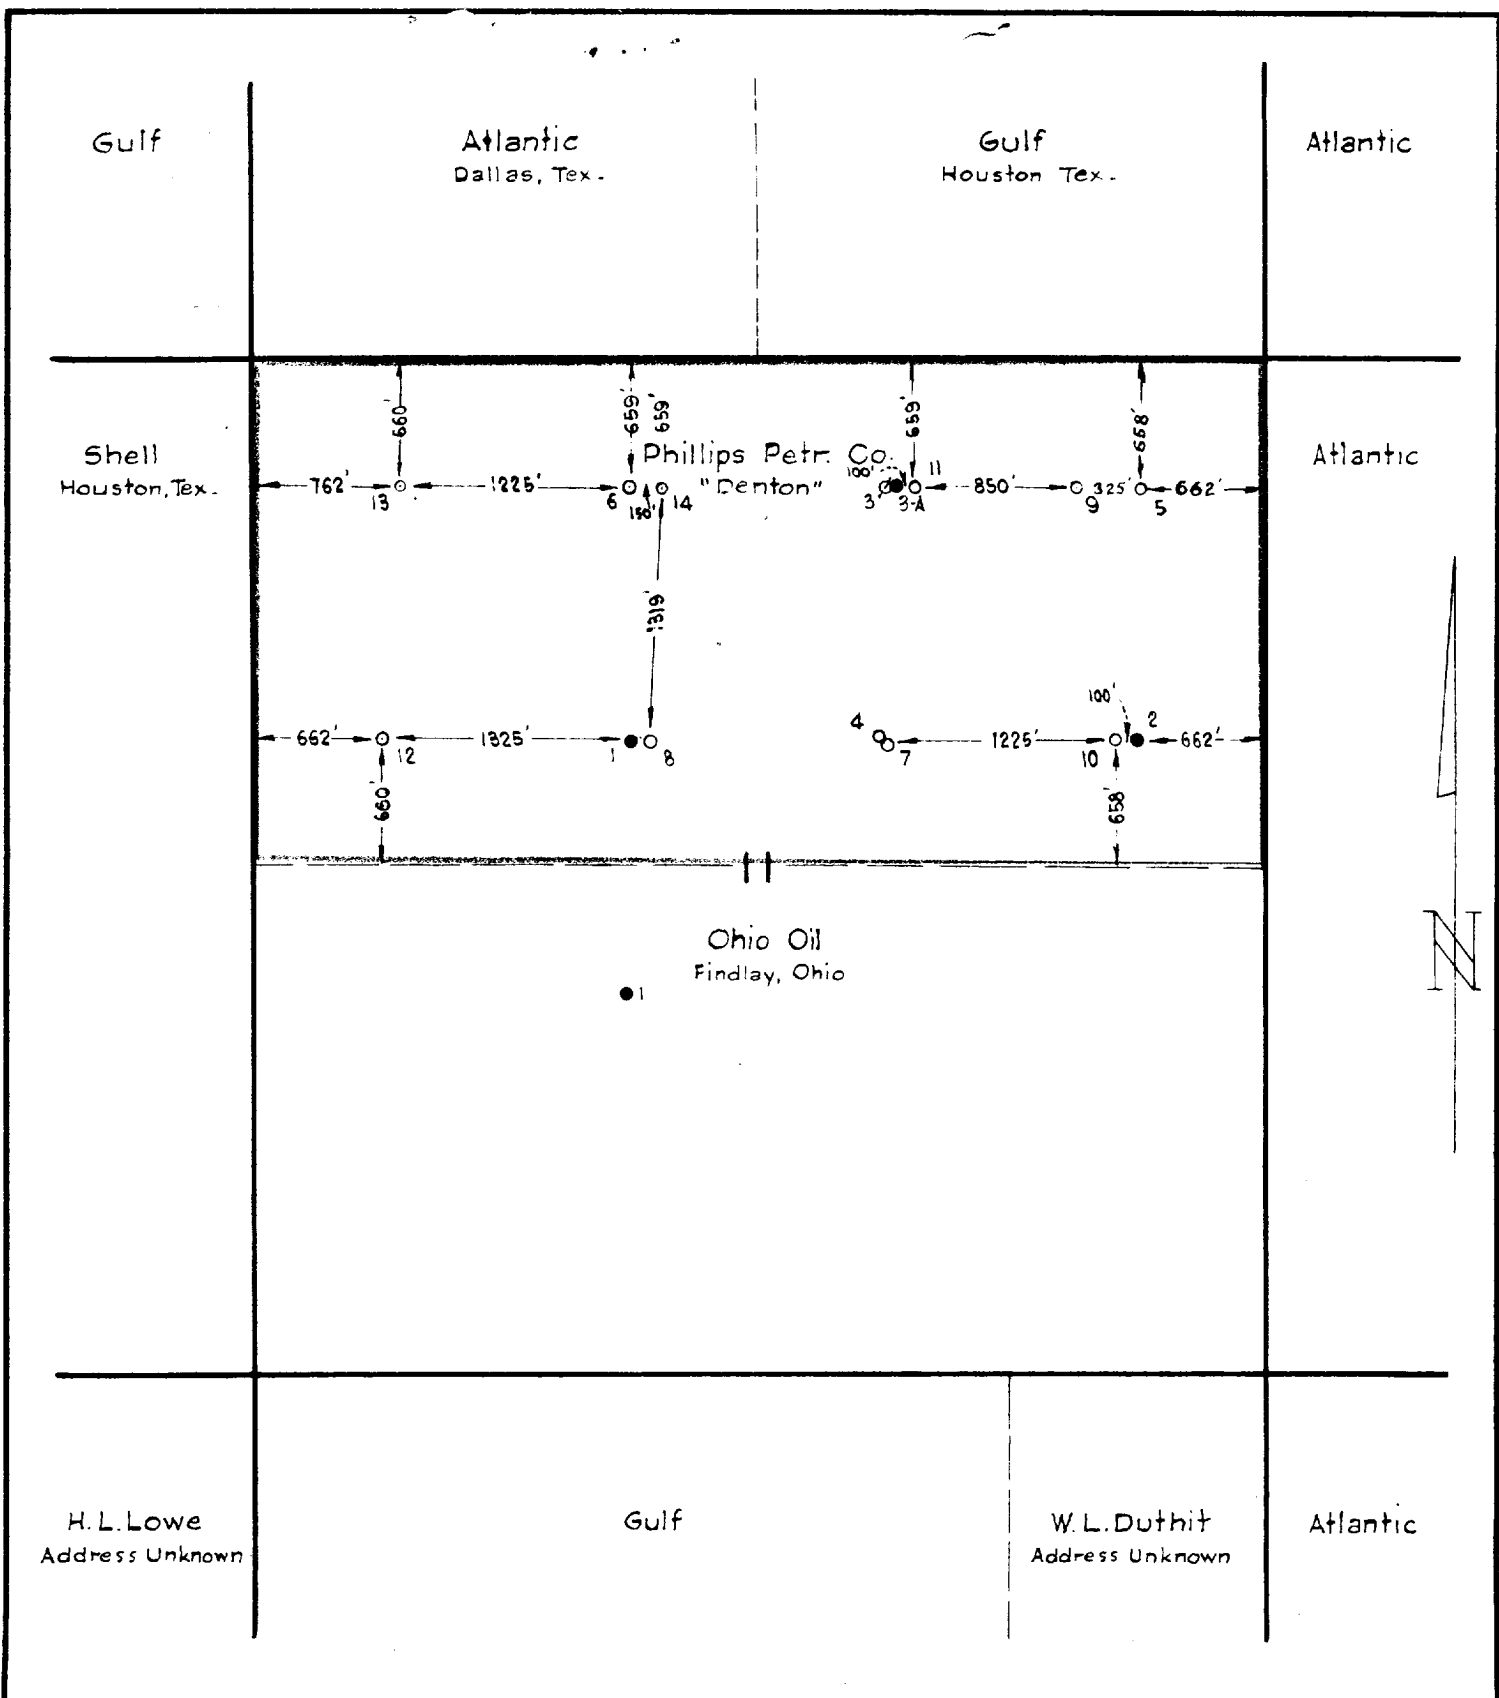 Gulf
Atlantic
Dallas, Tex.
Gulf
Houston Tex.
Atlantic
Shell
Houston, Tex.
Phillips Petr. Co.
"Denton"
Atlantic
660'
659'
659'
659'
658'
762'
13
1225'
6
150'
14
100'
3
3-A
11
850'
9
325'
5
662'
1319'
662'
12
1325'
1
8
4
7
1225'
100'
10
2
662'
660'
658'
Ohio Oil
Findlay, Ohio
1
N
H. L. Lowe
Address Unknown
Gulf
W. L. Duthit
Address Unknown
Atlantic